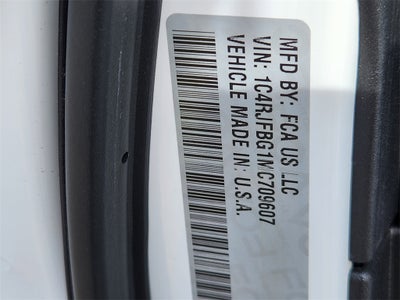 MFD BY: FCA US LLC
VIN: 1C4RJFBG1MC709607
VEHICLE MADE IN: U.S.A.